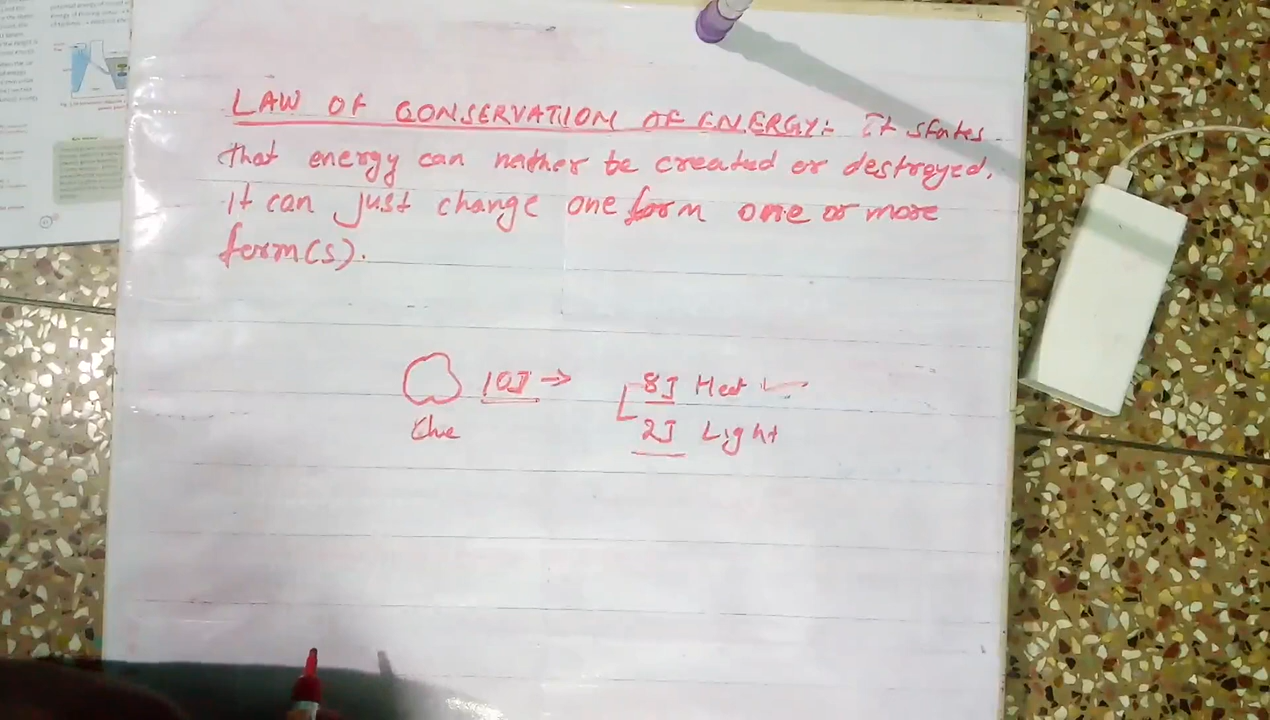 LAW OF CONSERVATION OF ENERGY: It states
that energy can neither be created or destroyed.
it can just change one form one or more
form(s).
10J → 8J Heat
Che 2J Light